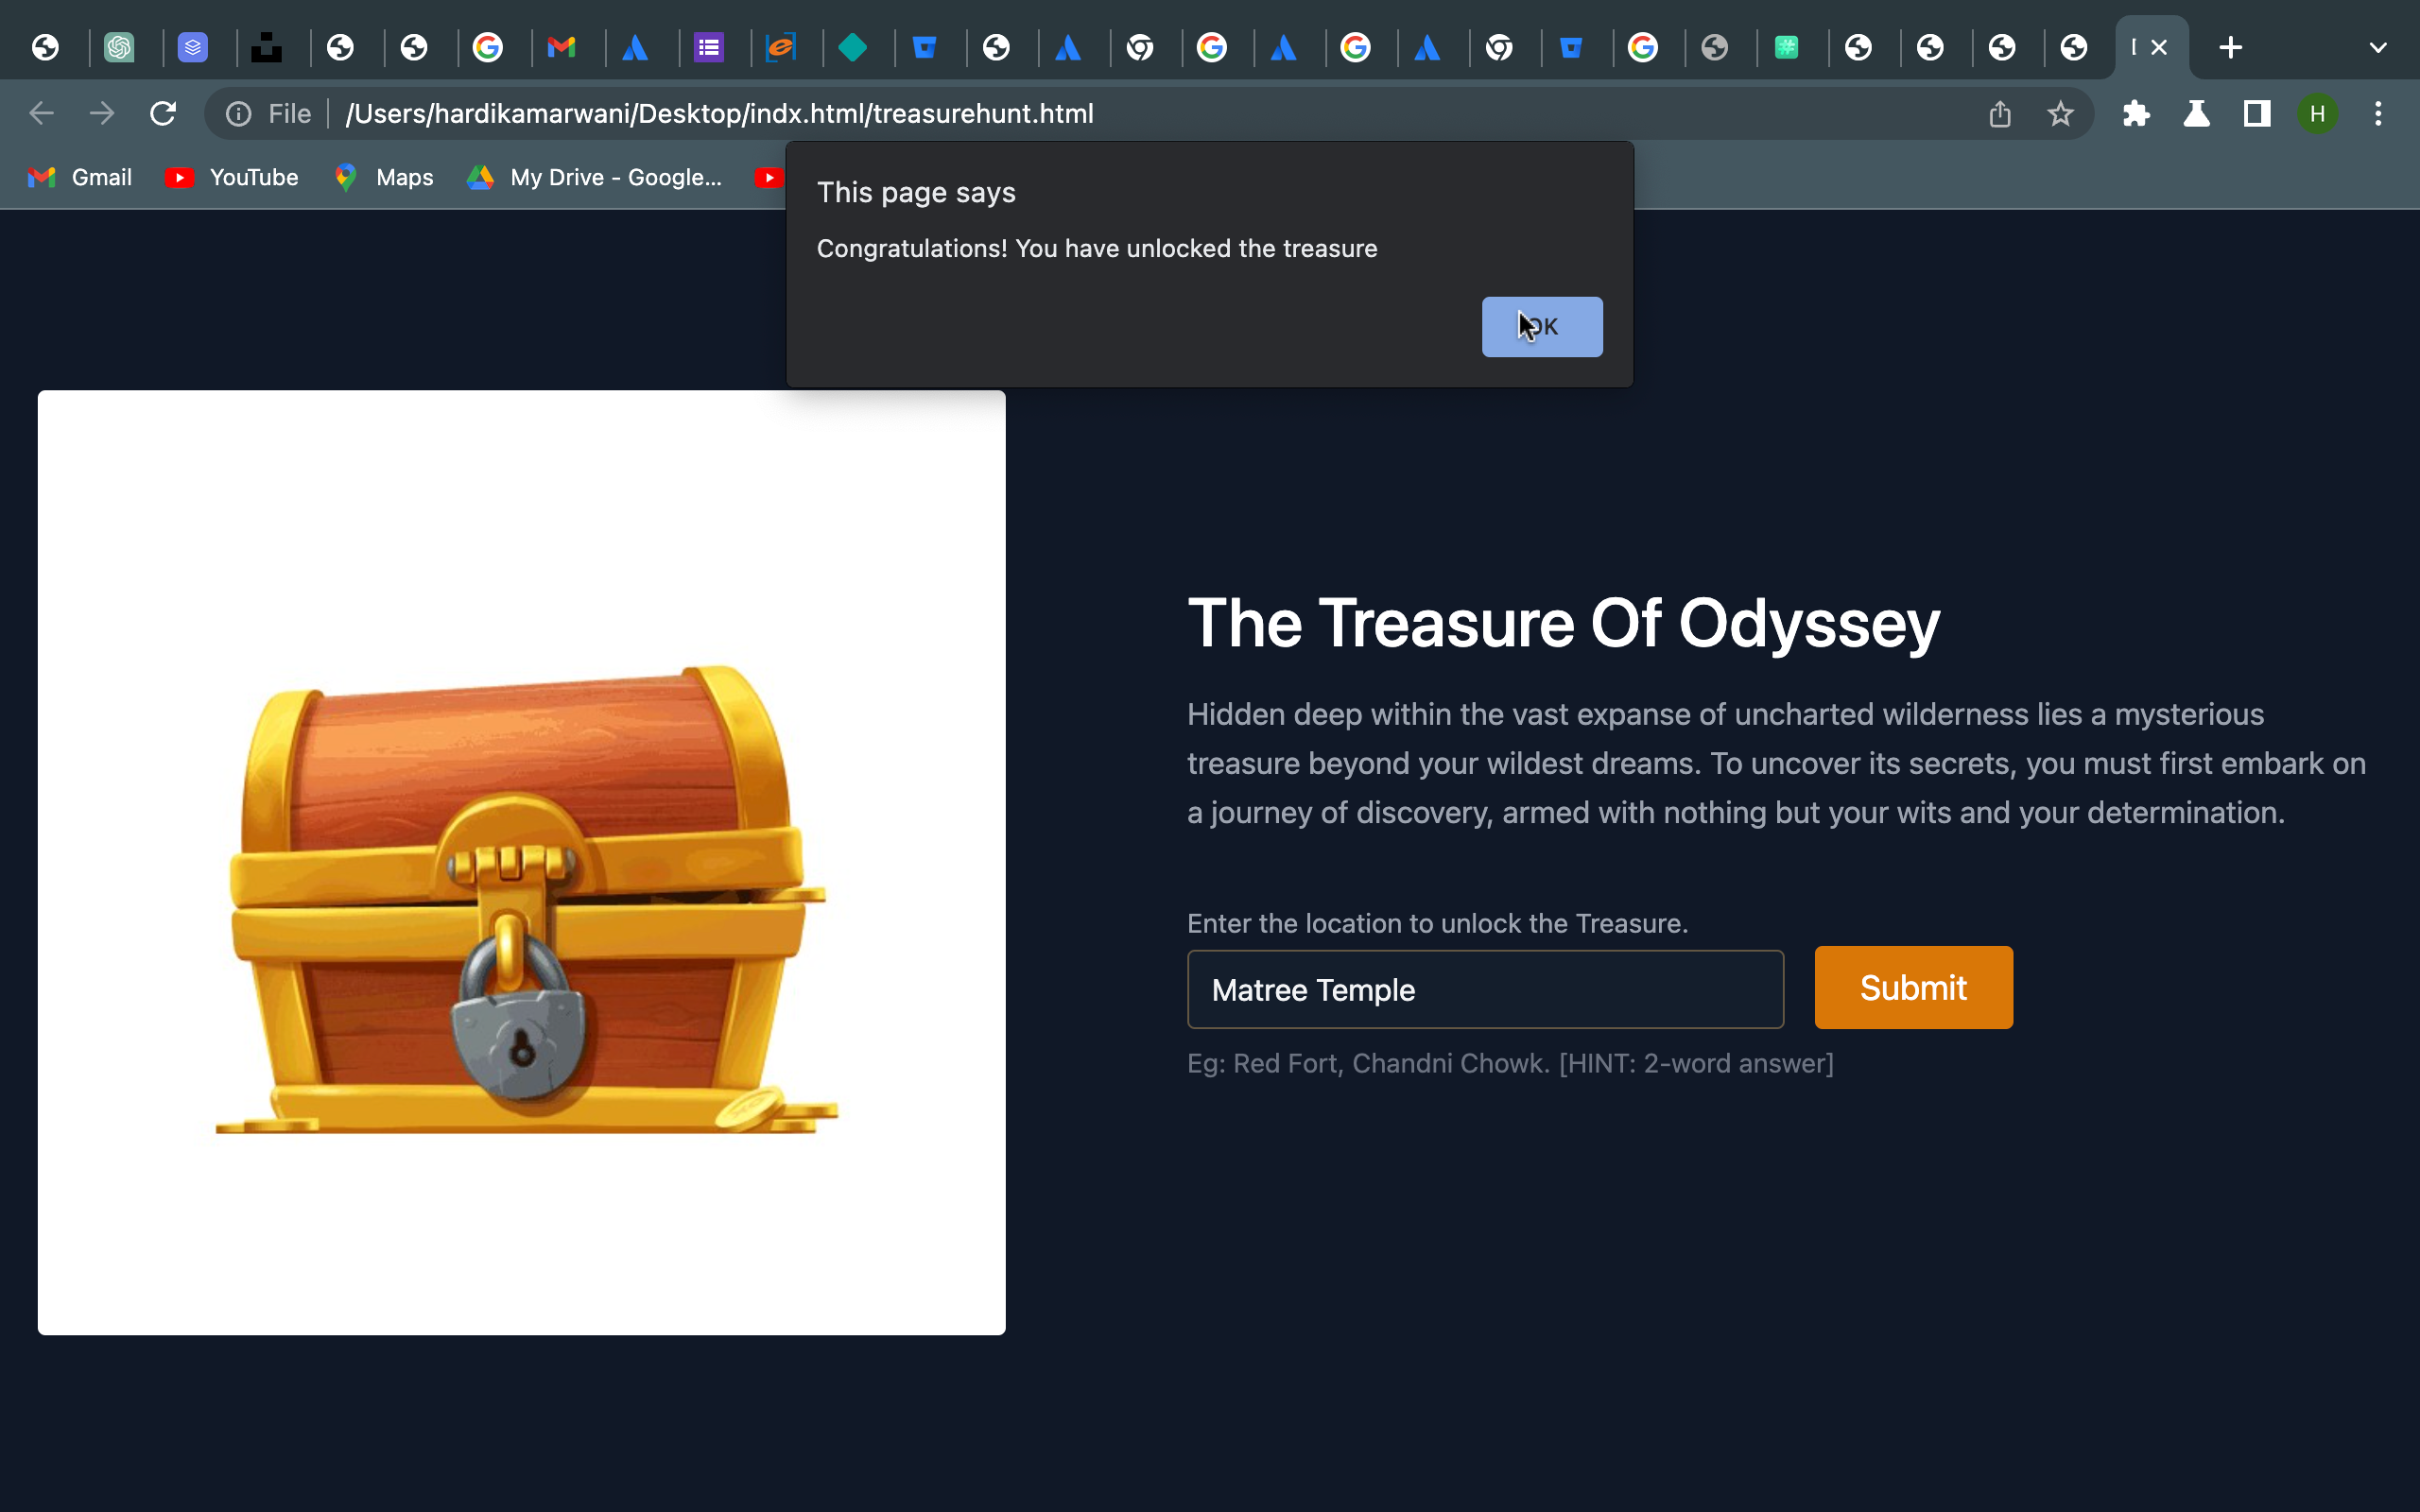 File /Users/hardikamarwani/Desktop/indx.html/treasurehunt.html
H
Gmail YouTube Maps My Drive - Google...
This page says
Congratulations! You have unlocked the treasure
OK
The Treasure Of Odyssey
Hidden deep within the vast expanse of uncharted wilderness lies a mysterious
treasure beyond your wildest dreams. To uncover its secrets, you must first embark on
a journey of discovery, armed with nothing but your wits and your determination.
Enter the location to unlock the Treasure.
Matree Temple
Submit
Eg: Red Fort, Chandni Chowk. [HINT: 2-word answer]